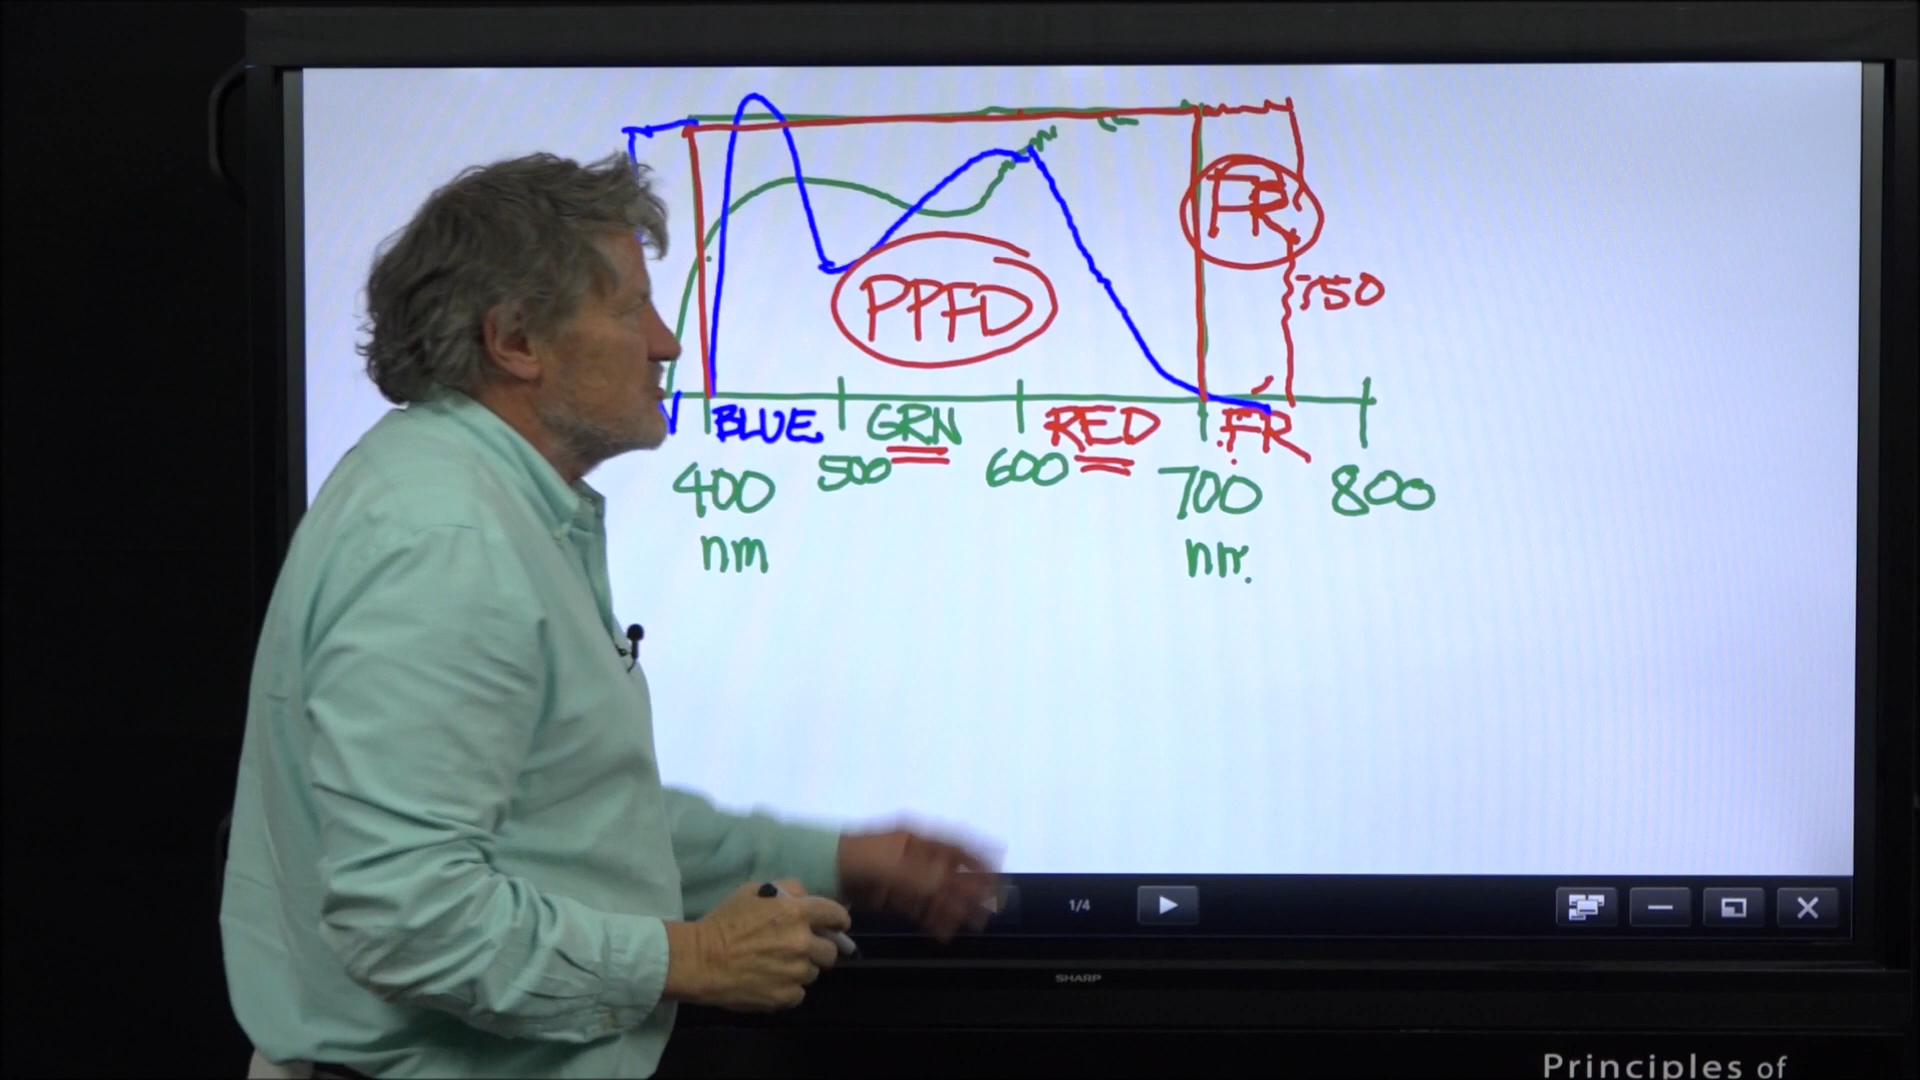 FR
PPFD
750
V BLUE GRN RED FR
400 500 600 700 800
nm nm
1/4
SHARP
Principles of